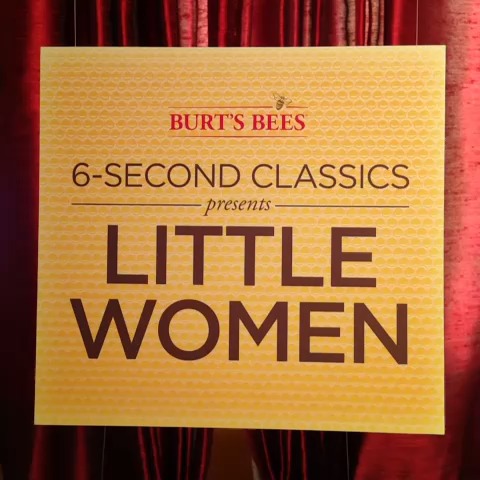 BURT'S BEES
6-SECOND CLASSICS
presents
LITTLE
WOMEN